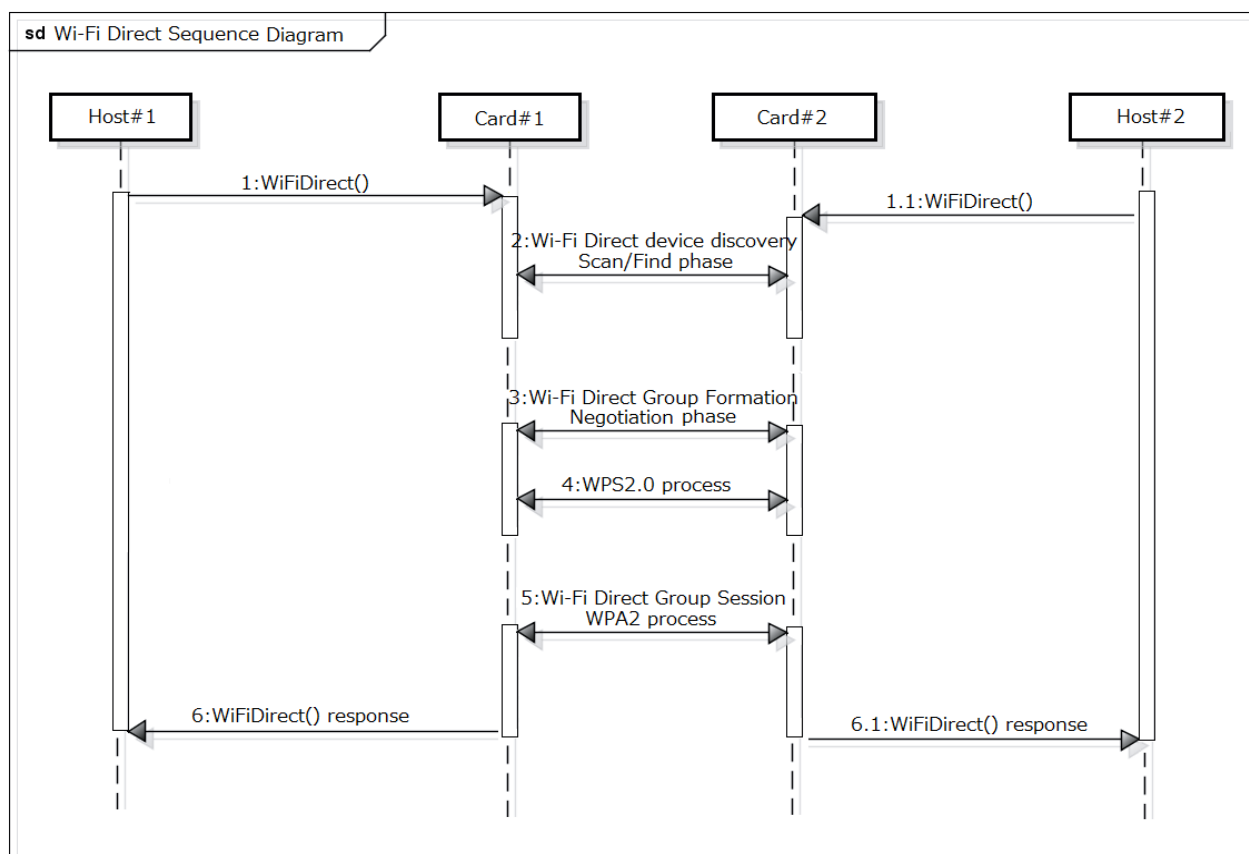 sd Wi-Fi Direct Sequence Diagram
Host#1
Card#1
Card#2
Host#2
1:WiFiDirect()
1.1:WiFiDirect()
2:Wi-Fi Direct device discovery
Scan/Find phase
3:Wi-Fi Direct Group Formation
Negotiation phase
4:WPS2.0 process
5:Wi-Fi Direct Group Session
WPA2 process
6:WiFiDirect() response
6.1:WiFiDirect() response